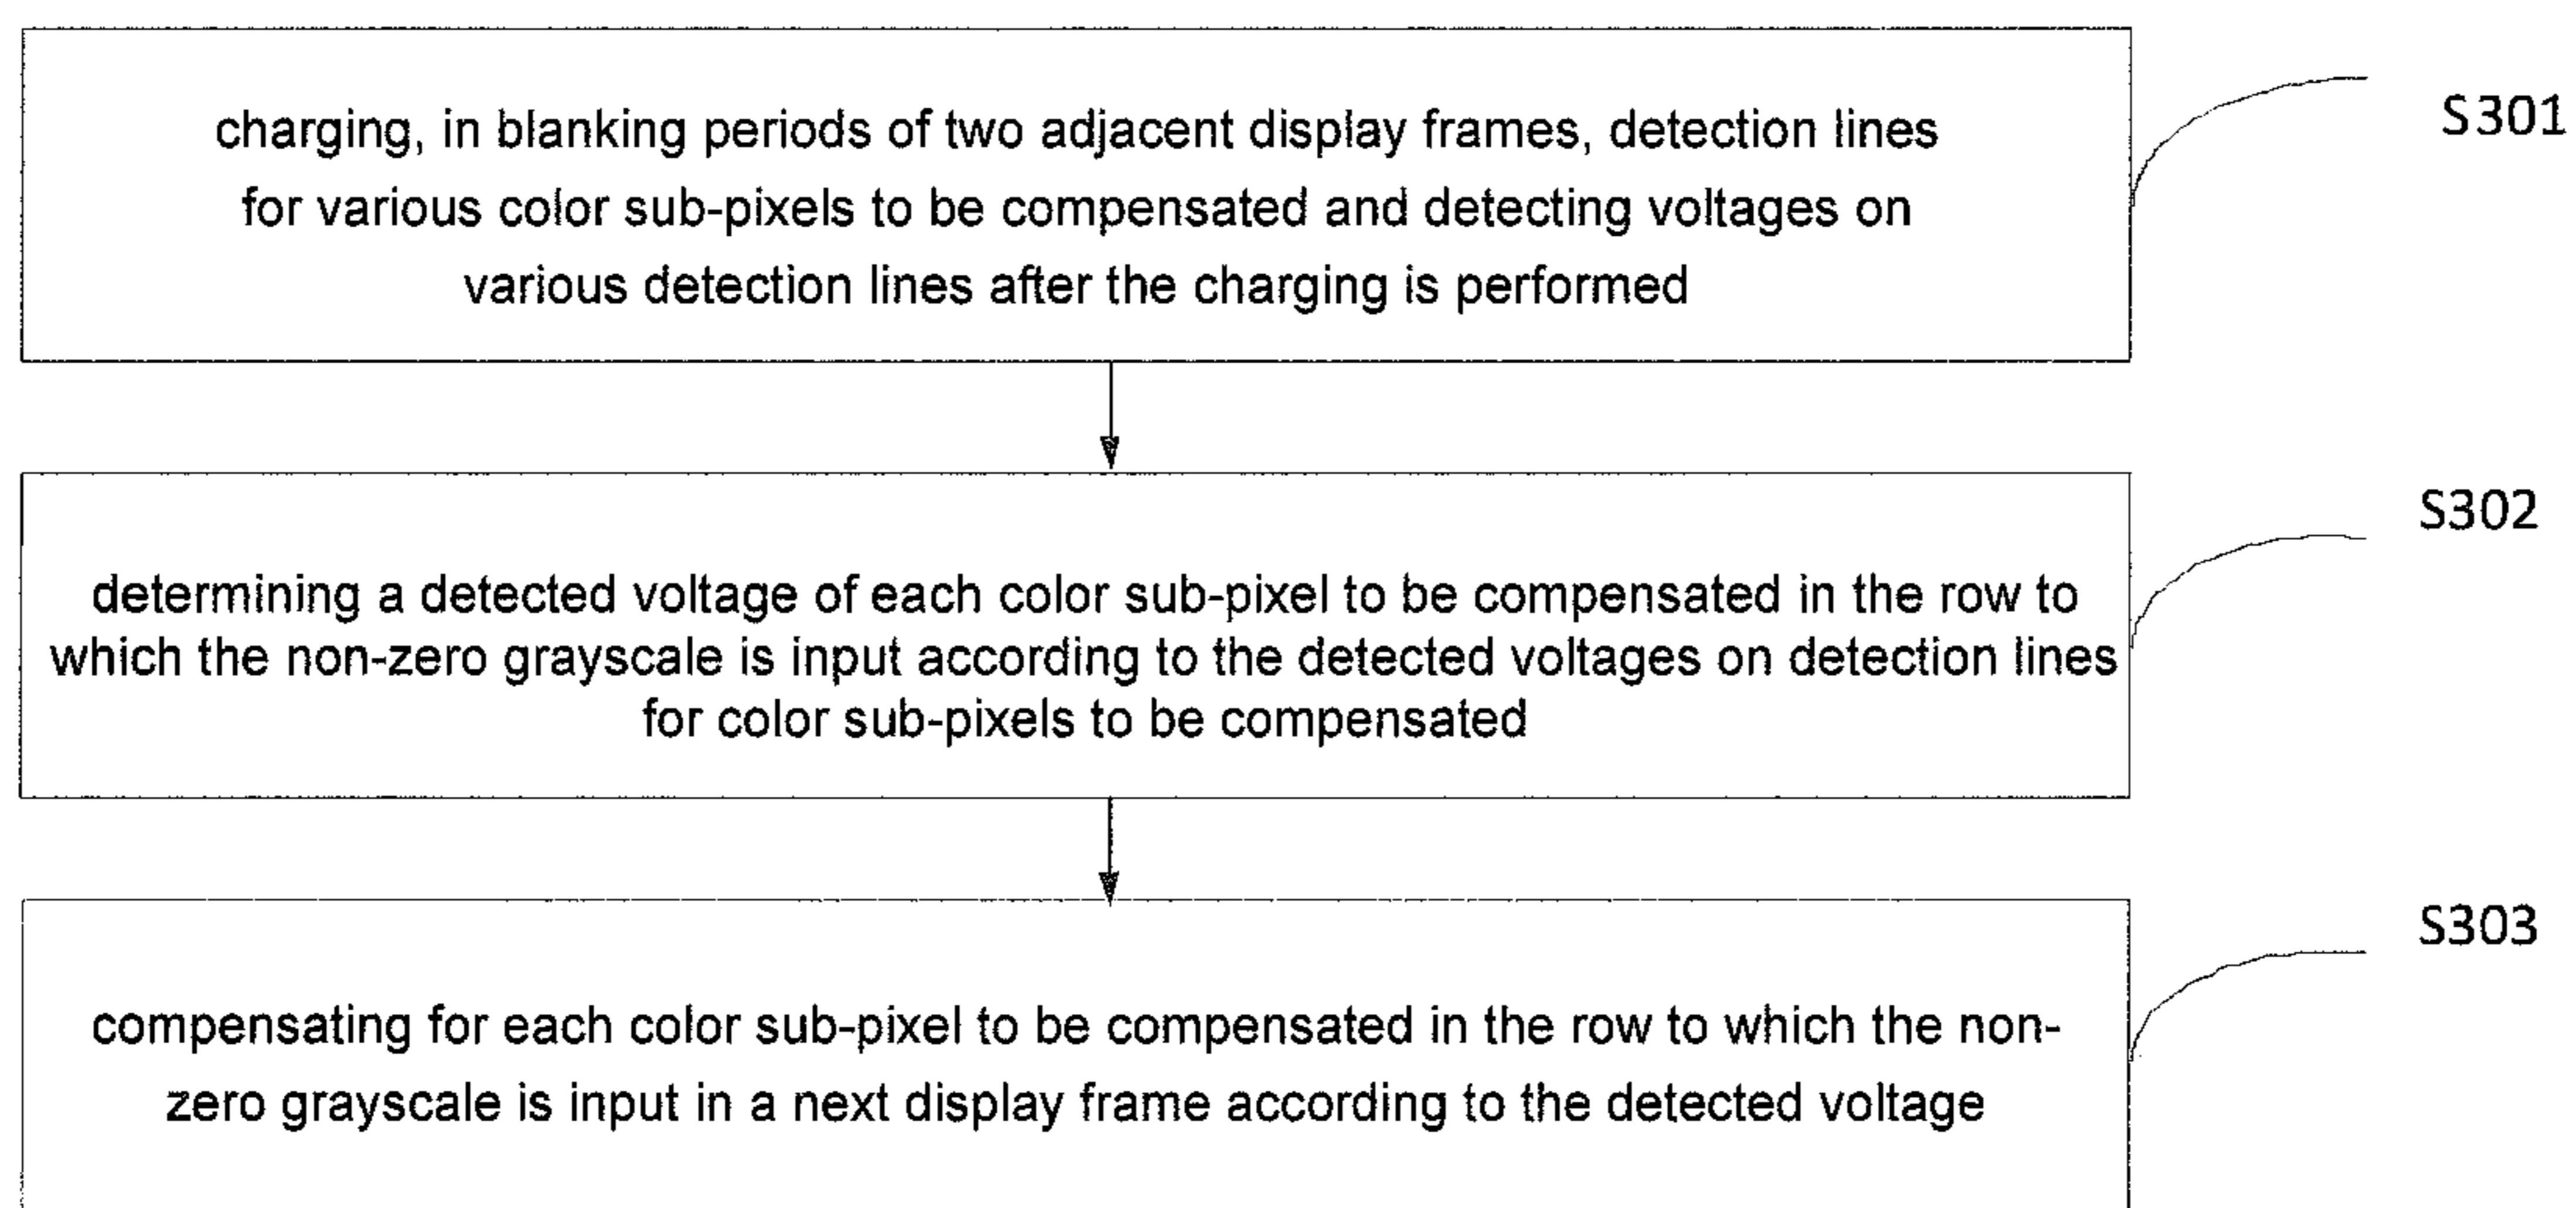 charging, in blanking periods of two adjacent display frames, detection lines
for various color sub-pixels to be compensated and detecting voltages on
various detection lines after the charging is performed
S301
determining a detected voltage of each color sub-pixel to be compensated in the row to
which the non-zero grayscale is input according to the detected voltages on detection lines
for color sub-pixels to be compensated
S302
compensating for each color sub-pixel to be compensated in the row to which the non-
zero grayscale is input in a next display frame according to the detected voltage
S303